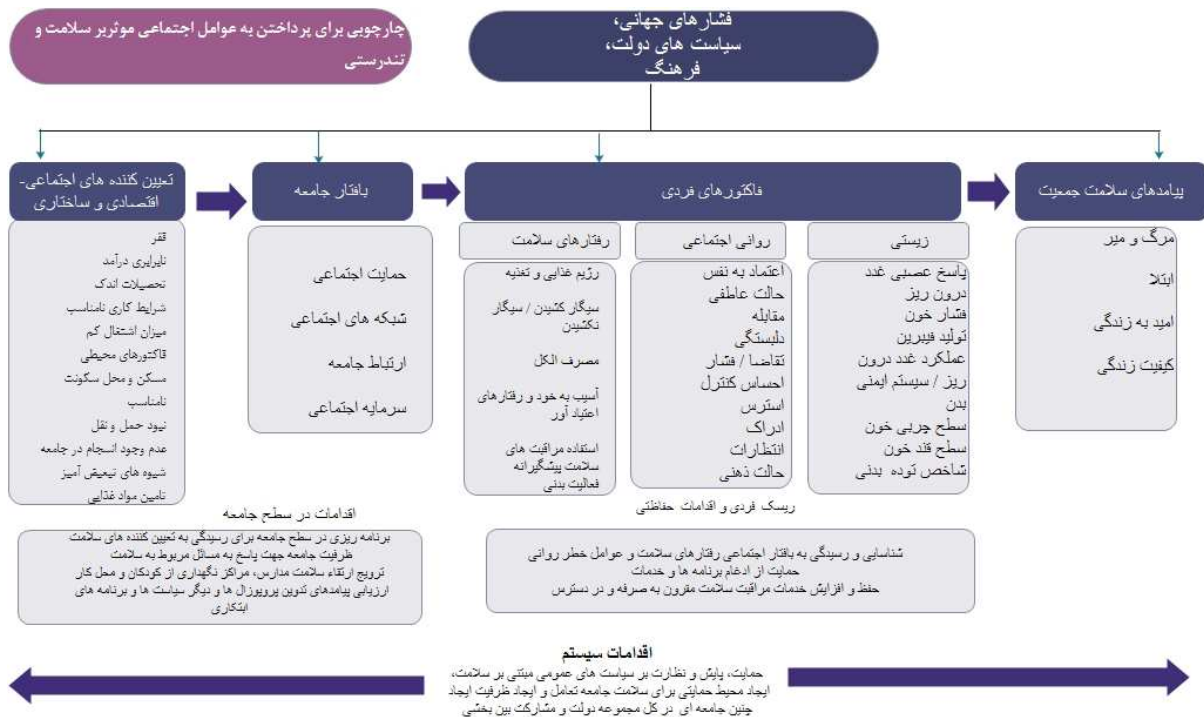 چارچوبی برای پرداختن به عوامل اجتماعی موثربر سلامت و
تندرستی
فشارهای جهانی،
سیاست های دولت،
فرهنگ
تعیین کننده های اجتماعی-
اقتصادی و ساختاری
بافتار جامعه
فاکتورهای فردی
پیامدهای سلامت جمعیت
فقر
نابرابری درآمد
تحصیلات اندک
شرایط کاری نامناسب
میزان اشتغال کم
فاکتورهای محیطی
مسکن و محل سکونت
نامناسب
نبود حمل و نقل
عدم وجود انسجام در جامعه
شیوه های تبعیض آمیز
تامین مواد غذایی
حمایت اجتماعی
شبکه های اجتماعی
ارتباط جامعه
سرمایه اجتماعی
رفتارهای سلامت
رژیم غذایی و تغذیه
سیگار کشیدن / سیگار
نکشیدن
مصرف الکل
آسیب به خود و رفتارهای
اعتیاد آور
استفاده مراقبت های
سلامت پیشگیرانه
فعالیت بدنی
روانی اجتماعی
اعتماد به نفس
حالت عاطفی
مقابله
دلبستگی
تقاضا / فشار
احساس کنترل
استرس
ادراک
انتظارات
حالت ذهنی
زیستی
پاسخ عصبی غدد
درون ریز
فشار خون
تولید فیبرین
عملکرد غدد درون
ریز / سیستم ایمنی
بدن
سطح چربی خون
سطح قند خون
شاخص توده بدنی
مرگ و میر
ابتلا
امید به زندگی
کیفیت زندگی
اقدامات در سطح جامعه
برنامه ریزی در سطح جامعه برای رسیدگی به تعیین کننده های سلامت
ظرفیت جامعه جهت پاسخ به مسائل مربوط به سلامت
ترویج ارتقاء سلامت مدارس، مراکز نگهداری از کودکان و محل کار
ارزیابی پیامدهای تدوین پروپوزال ها و دیگر سیاست ها و برنامه های
ابتکاری
ریسک فردی و اقدامات حفاظتی
شناسایی و رسیدگی به بافتار اجتماعی رفتارهای سلامت و عوامل خطر روانی
حمایت از ادغام برنامه ها و خدمات
حفظ و افزایش خدمات مراقبت سلامت مقرون به صرفه و در دسترس
اقدامات سیستم
حمایت، پایش و نظارت بر سیاست های عمومی مبتنی بر سلامت،
ایجاد محیط حمایتی برای سلامت جامعه تعامل و ایجاد ظرفیت ایجاد
چنین جامعه ای در کل مجموعه دولت و مشارکت بین بخشی